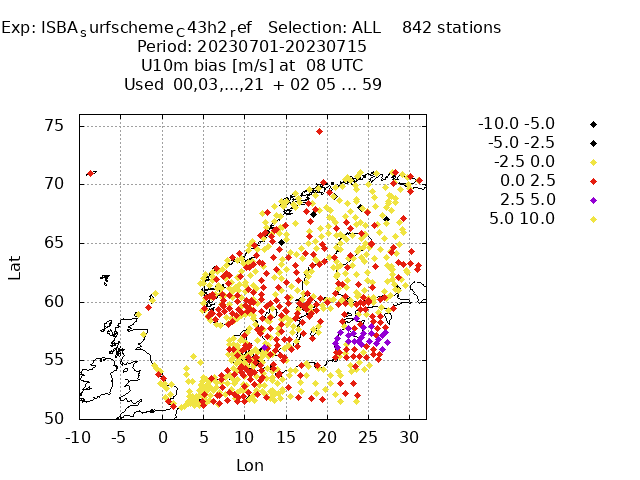 Exp: ISBAsurfschemeC43h2ref   Selection: ALL    842 stations
Period: 20230701-20230715
U10m bias [m/s] at  08 UTC
Used  00,03,...,21  + 02 05 ... 59
-10.0 -5.0
-5.0 -2.5
-2.5 0.0
0.0 2.5
2.5 5.0
5.0 10.0
75
70
65
60
55
50
Lat
-10 -5 0 5 10 15 20 25 30
Lon